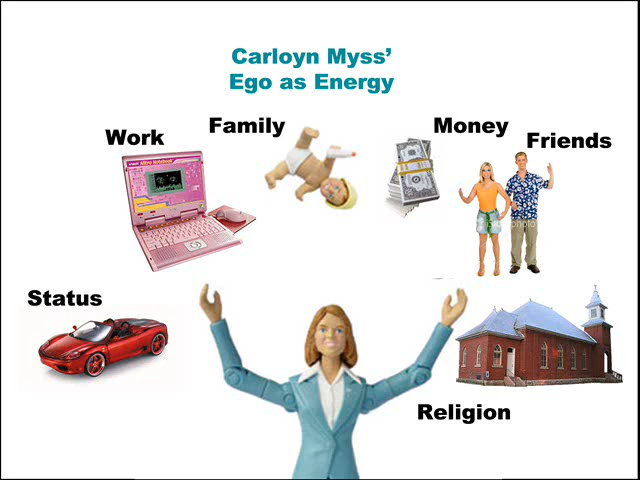 Carloyn Myss’
Ego as Energy
Work
Family
Money
Friends
Status
Religion